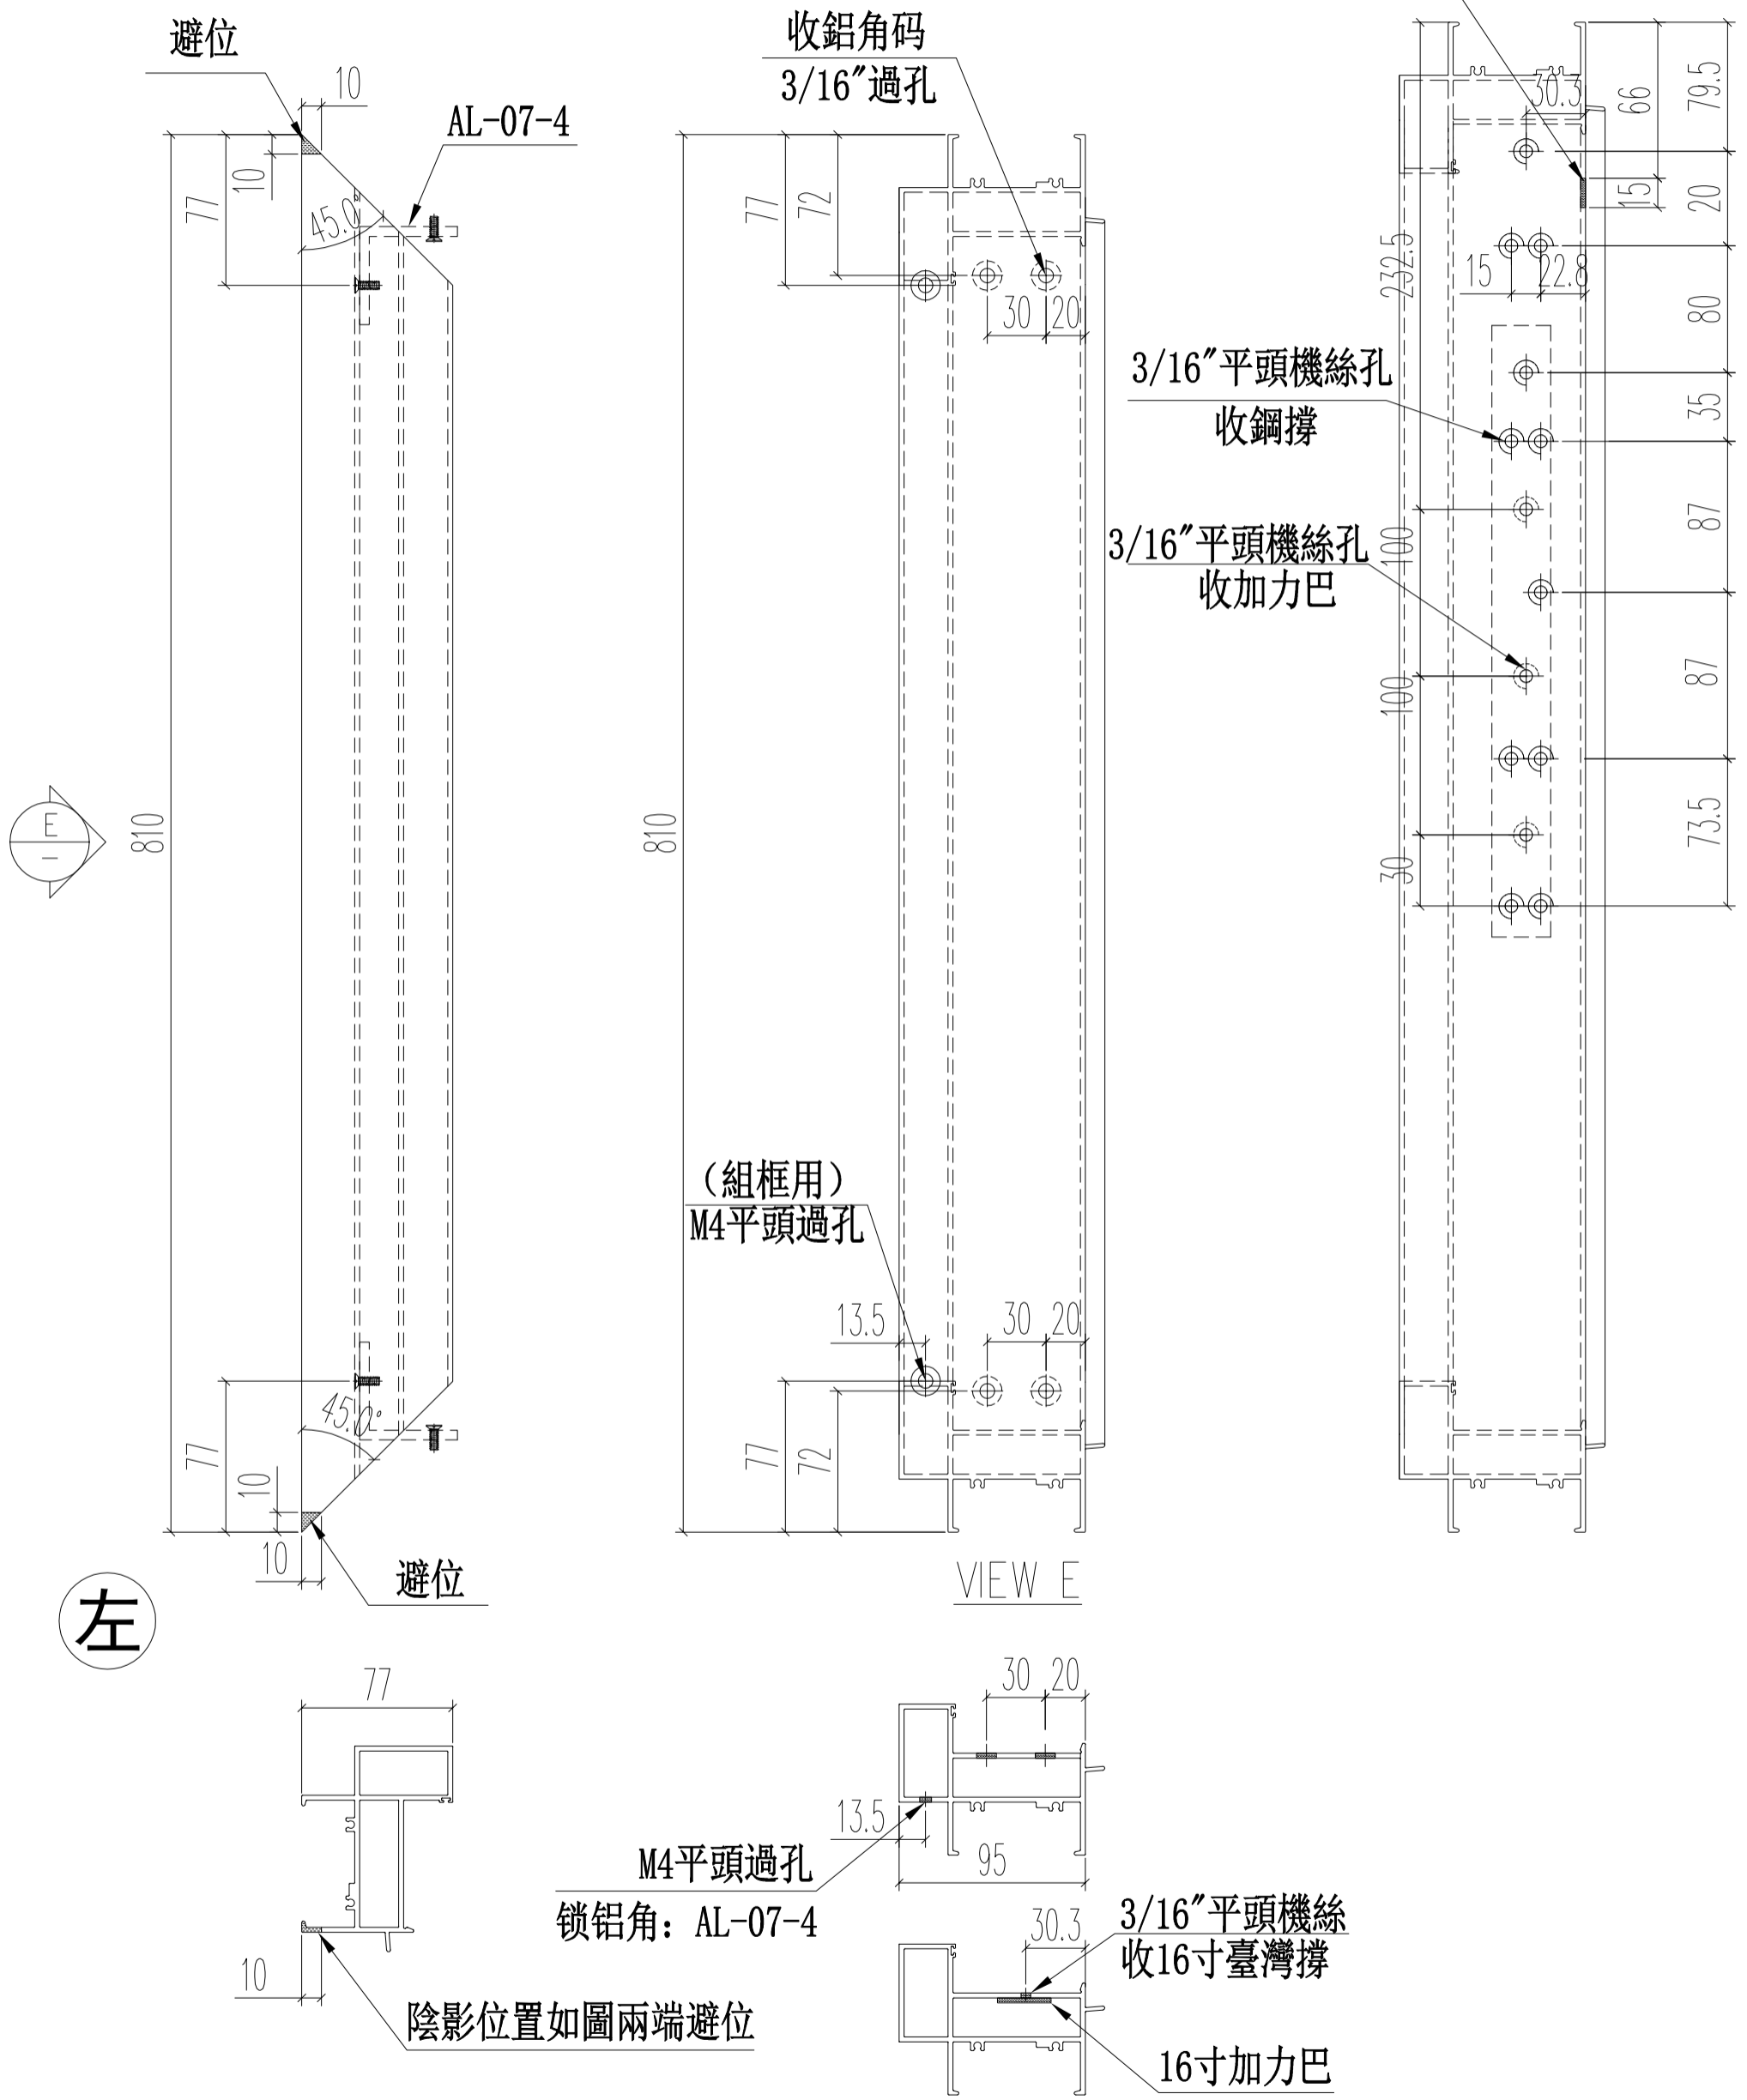 避位
10
AL-07-4
10
77
45.0
810
E
—
45.0°
77
10
10
避位
左
收鋁角码
3/16"過孔
77
72
30
20
810
（組框用）
M4平頭過孔
13.5
30
20
77
72
VIEW E
30.3
66
79.5
15
20
232.5
15
22.8
80
3/16"平頭機絲孔
收鋼撐
35
3/16"平頭機絲孔
收加力巴
100
87
100
87
30
73.5
77
10
陰影位置如圖兩端避位
30
20
13.5
95
M4平頭過孔
锁铝角: AL-07-4
30.3
3/16"平頭機絲
收16寸臺灣撐
16寸加力巴